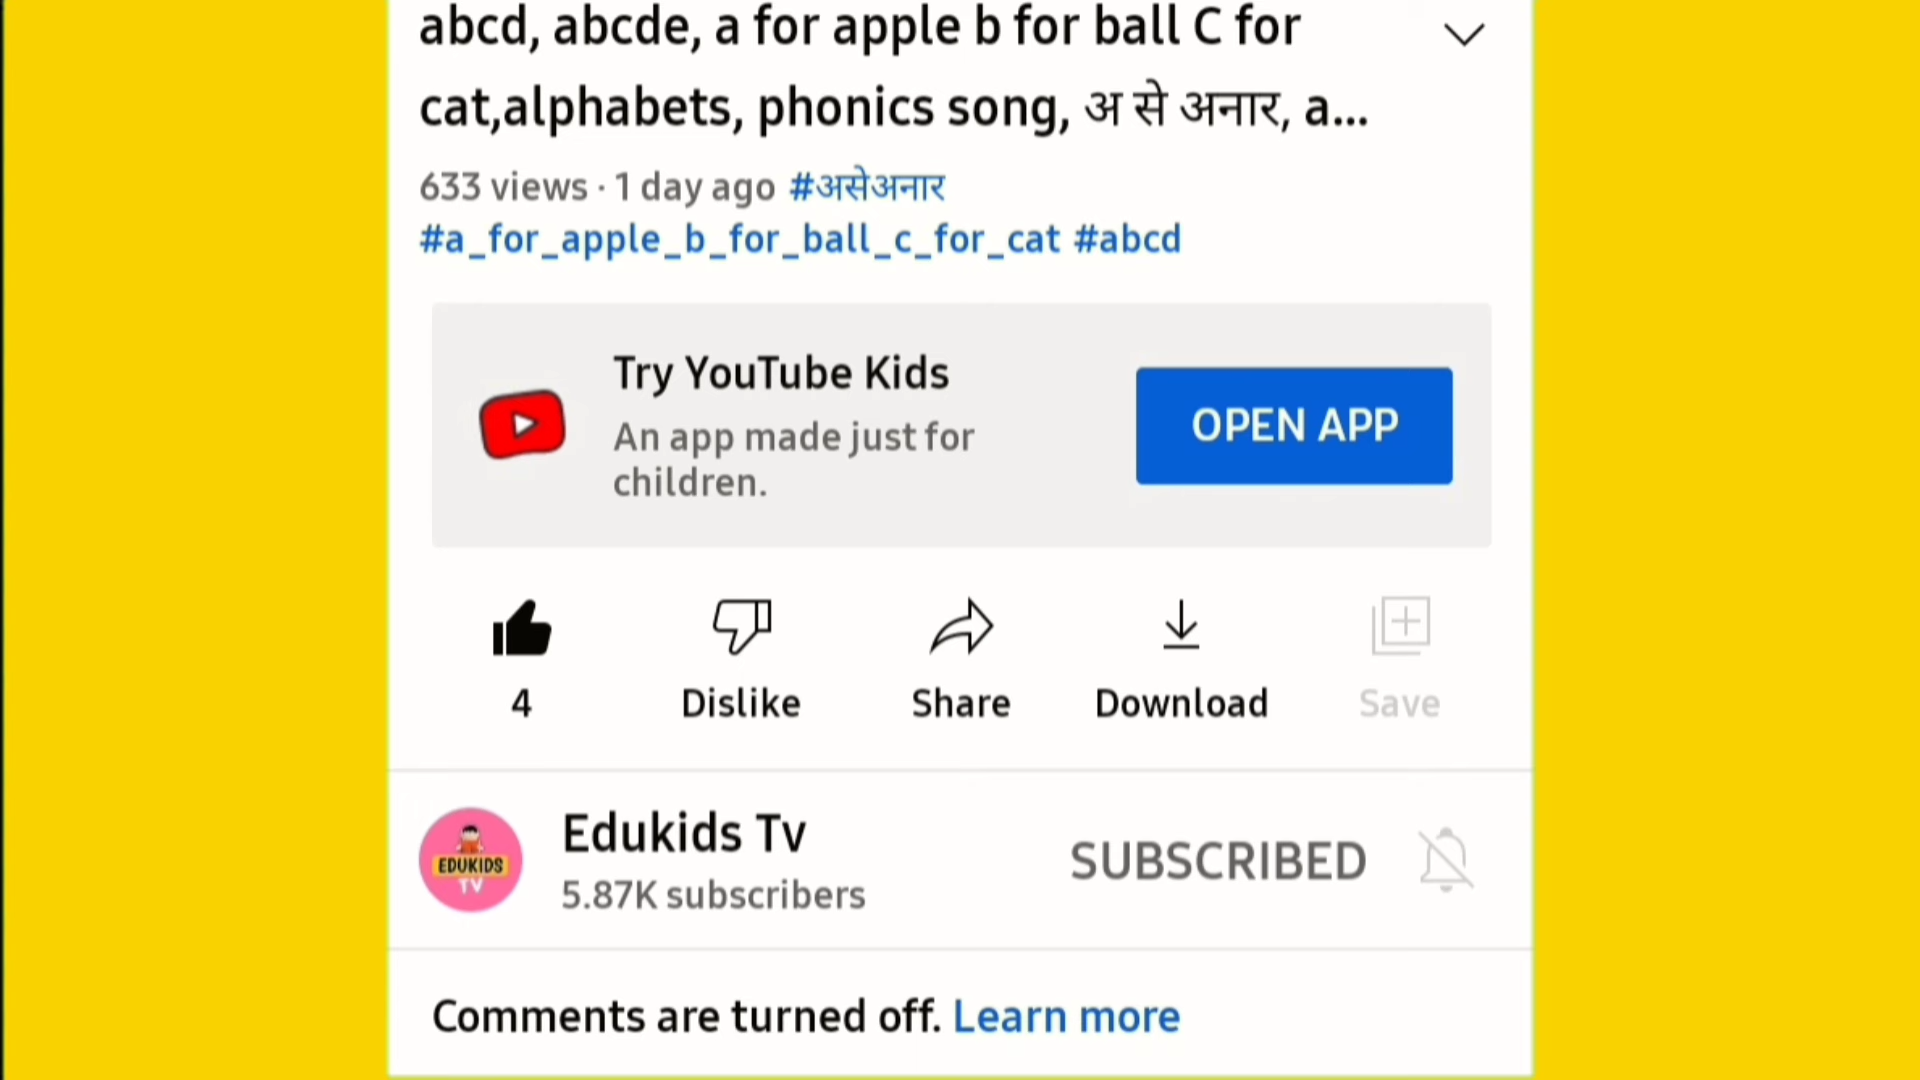 abcd, abcde, a for apple b for ball C for
cat,alphabets, phonics song, अ से अनार, a...
633 views · 1 day ago #असेअनार
#a_for_apple_b_for_ball_c_for_cat #abcd
Try YouTube Kids
An app made just for
children.
OPEN APP
4
Dislike
Share
Download
Save
EDUKIDS
TV
Edukids Tv
5.87K subscribers
SUBSCRIBED
Comments are turned off. Learn more